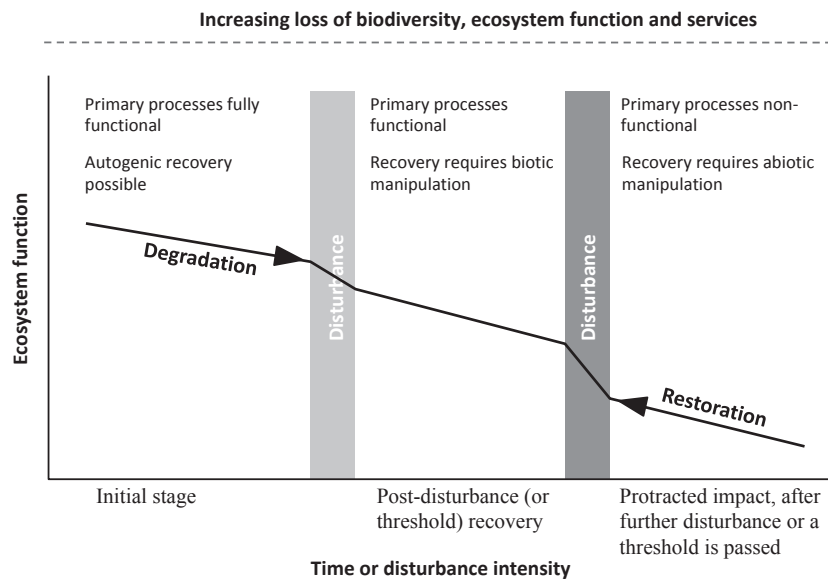 Increasing loss of biodiversity, ecosystem function and services
Primary processes fully
functional
Autogenic recovery
possible
Primary processes
functional
Recovery requires biotic
manipulation
Primary processes non-
functional
Recovery requires abiotic
manipulation
Ecosystem function
Degradation
Disturbance
Disturbance
Restoration
Initial stage
Post-disturbance (or
threshold) recovery
Protracted impact, after
further disturbance or a
threshold is passed
Time or disturbance intensity